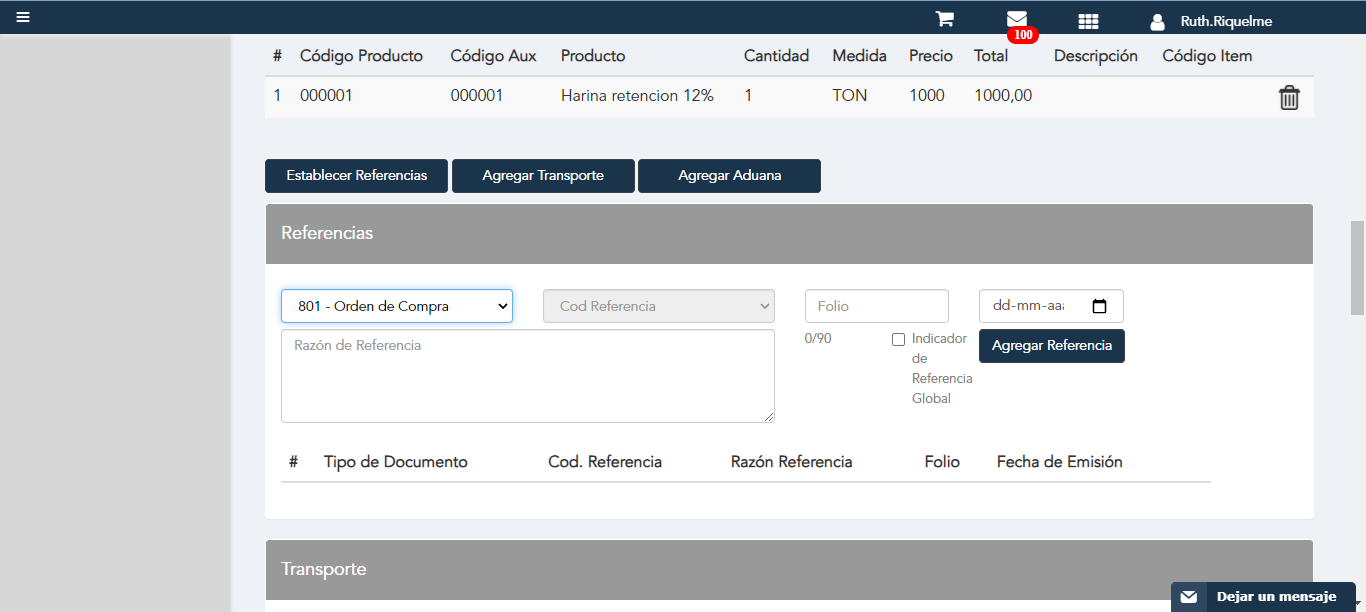 Ruth.Riquelme
100
# Código Producto Código Aux Producto Cantidad Medida Precio Total Descripción Código Item
1 000001 000001 Harina retencion 12% 1 TON 1000 1000,00
Establecer Referencias Agregar Transporte Agregar Aduana
Referencias
801 - Orden de Compra Cod Referencia Folio dd-mm-aaa
Razón de Referencia 0/90 Indicador Agregar Referencia
de
Referencia
Global
# Tipo de Documento Cod. Referencia Razón Referencia Folio Fecha de Emisión
Transporte
Dejar un mensaje